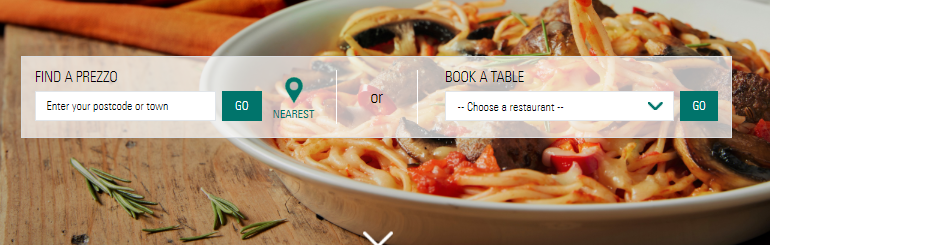 FIND A PREZZO
Enter your postcode or town
GO
NEAREST
or
BOOK A TABLE
-- Choose a restaurant --
GO